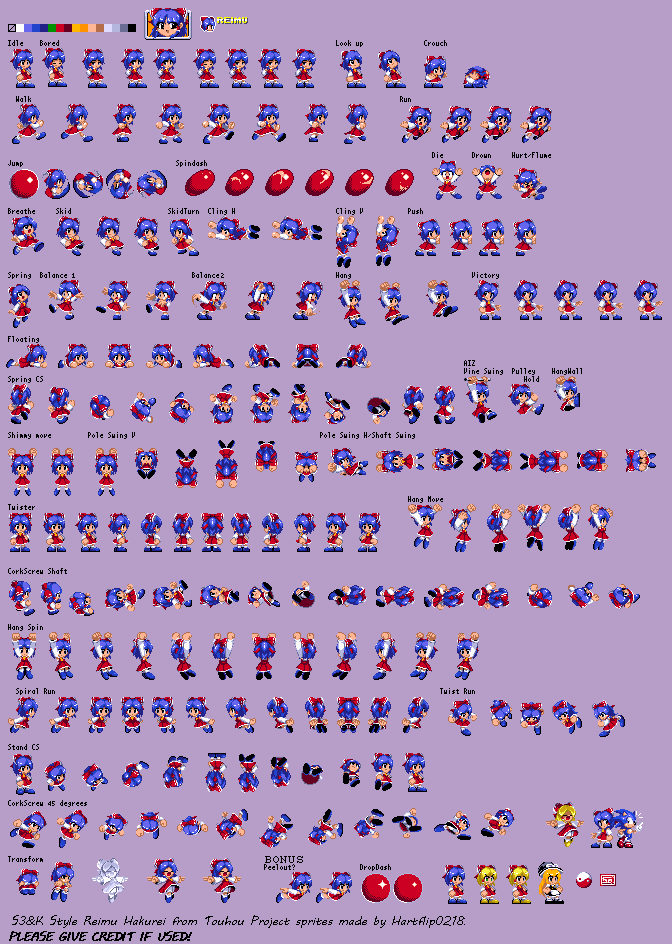 REIMU
Idle Bored Look up Crouch
Walk Run
Jump Spindash Die Drown Hurt/Flume
Breathe Skid SkidTurn Cling H Cling V Push
Spring Balance 1 Balance2 Hang Victory
Floating
Spring CS AIZ
Vine Swing Pulley Hold HangWall
Shimmy move Pole Swing V Pole Swing H/Shaft Swing
Twister Hang Move
CorkScrew Shaft
Hang Spin
Spiral Run Twist Run
Stand CS
CorkScrew 45 degrees
Transform BONUS
Peelout? DropDash
S3&K Style Reimu Hakurei from Touhou Project sprites made by Hartflip0218.
PLEASE GIVE CREDIT IF USED!